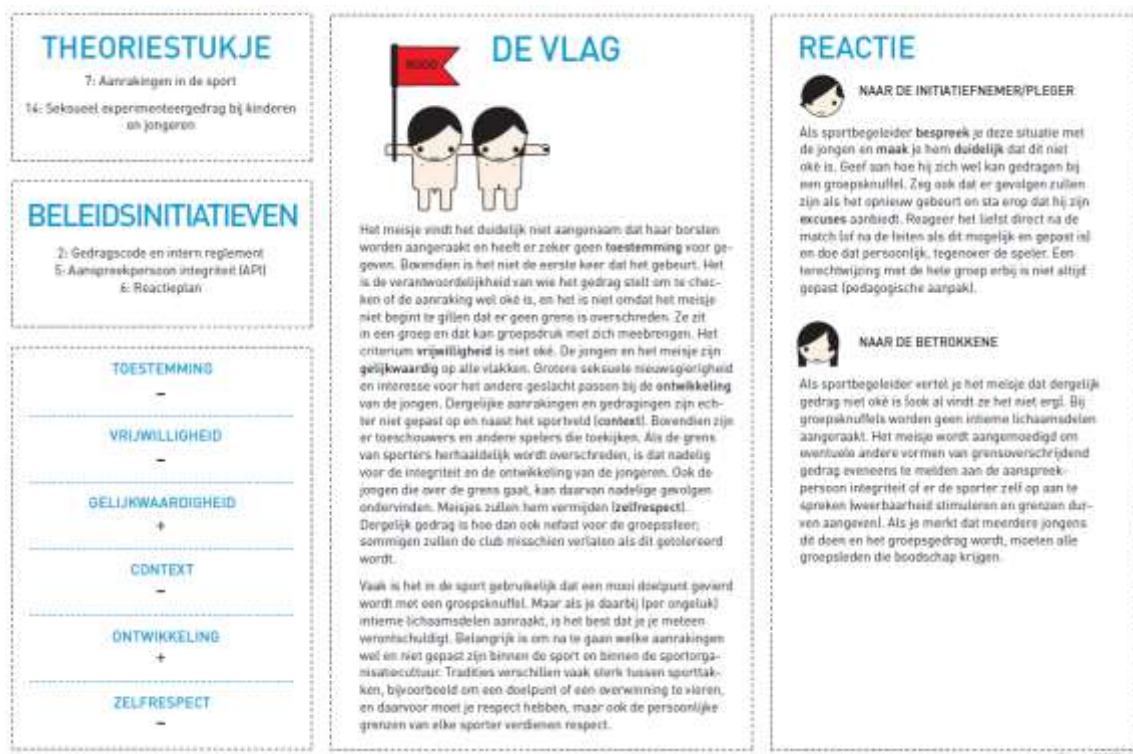 THEORIESTUKJE
7: Aanrakingen in de sport
14: Seksueel experimenteergedrag bij kinderen
en jongeren
BELEIDSINITIATIEVEN
2: Gedragscode en intern reglement
5: Aanspreekpersoon integriteit (API)
6: Reactieplan
TOESTEMMING
–
VRIJWILLIGHEID
–
GELIJKWAARDIGHEID
+
CONTEXT
–
ONTWIKKELING
+
ZELFRESPECT
–
DE VLAG
ROOD
Het meisje vindt het duidelijk niet aangenaam dat haar borsten
worden aangeraakt en heeft er zeker geen toestemming voor ge-
geven. Bovendien is het niet de eerste keer dat het gebeurt. Het
is de verantwoordelijkheid van wie het gedrag stelt om te chec-
ken of de aanraking wel oké is, en het is niet omdat het meisje
niet begint te gillen dat er geen grens is overschreden. Ze zit
in een groep en dat kan groepsdruk met zich meebrengen. Het
criterium vrijwilligheid is niet oké. De jongen en het meisje zijn
gelijkwaardig op alle vlakken. Grotere seksuele nieuwsgierigheid
en interesse voor het andere geslacht passen bij de ontwikkeling
van de jongen. Dergelijke aanrakingen en gedragingen zijn ech-
ter niet gepast op en naast het sportveld (context). Bovendien zijn
er toeschouwers en andere spelers die toekijken. Als de grens
van sporters herhaaldelijk wordt overschreden, is dat nadelig
voor de integriteit en de ontwikkeling van de jongeren. Ook de
jongen die over de grens gaat, kan daarvan nadelige gevolgen
ondervinden. Meisjes zullen hem vermijden (zelfrespect).
Dergelijk gedrag is hoe dan ook nefast voor de groepssfeer;
sommigen zullen de club misschien verlaten als dit getolereerd
wordt.
Vaak is het in de sport gebruikelijk dat een mooi doelpunt gevierd
wordt met een groepsknuffel. Maar als je daarbij (per ongeluk)
intieme lichaamsdelen aanraakt, is het best dat je je meteen
verontschuldigt. Belangrijk is om na te gaan welke aanrakingen
wel en niet gepast zijn binnen de sport en binnen de sportorga-
nisatiecultuur. Tradities verschillen vaak sterk tussen sporttak-
ken, bijvoorbeeld om een doelpunt of een overwinning te vieren,
en daarvoor moet je respect hebben, maar ook de persoonlijke
grenzen van elke sporter verdienen respect.
REACTIE
NAAR DE INITIATIEFNEMER/PLEGER
Als sportbegeleider bespreek je deze situatie met
de jongen en maak je hem duidelijk dat dit niet
oké is. Geef aan hoe hij zich wel kan gedragen bij
een groepsknuffel. Zeg ook dat er gevolgen zullen
zijn als het opnieuw gebeurt en sta erop dat hij zijn
excuses aanbiedt. Reageer het liefst direct na de
match (of na de feiten als dit mogelijk en gepast is)
en doe dat persoonlijk, tegenover de speler. Een
terechtwijzing met de hele groep erbij is niet altijd
gepast (pedagogische aanpak).
NAAR DE BETROKKENE
Als sportbegeleider vertel je het meisje dat dergelijk
gedrag niet oké is (ook al vindt ze het niet erg). Bij
groepsknuffels worden geen intieme lichaamsdelen
aangeraakt. Het meisje wordt aangemoedigd om
eventuele andere vormen van grensoverschrijdend
gedrag eveneens te melden aan de aanspreek-
persoon integriteit of er de sporter zelf op aan te
spreken (weerbaarheid stimuleren en grenzen dur-
ven aangeven). Als je merkt dat meerdere jongens
dit doen en het groepsgedrag wordt, moeten alle
groepsleden die boodschap krijgen.